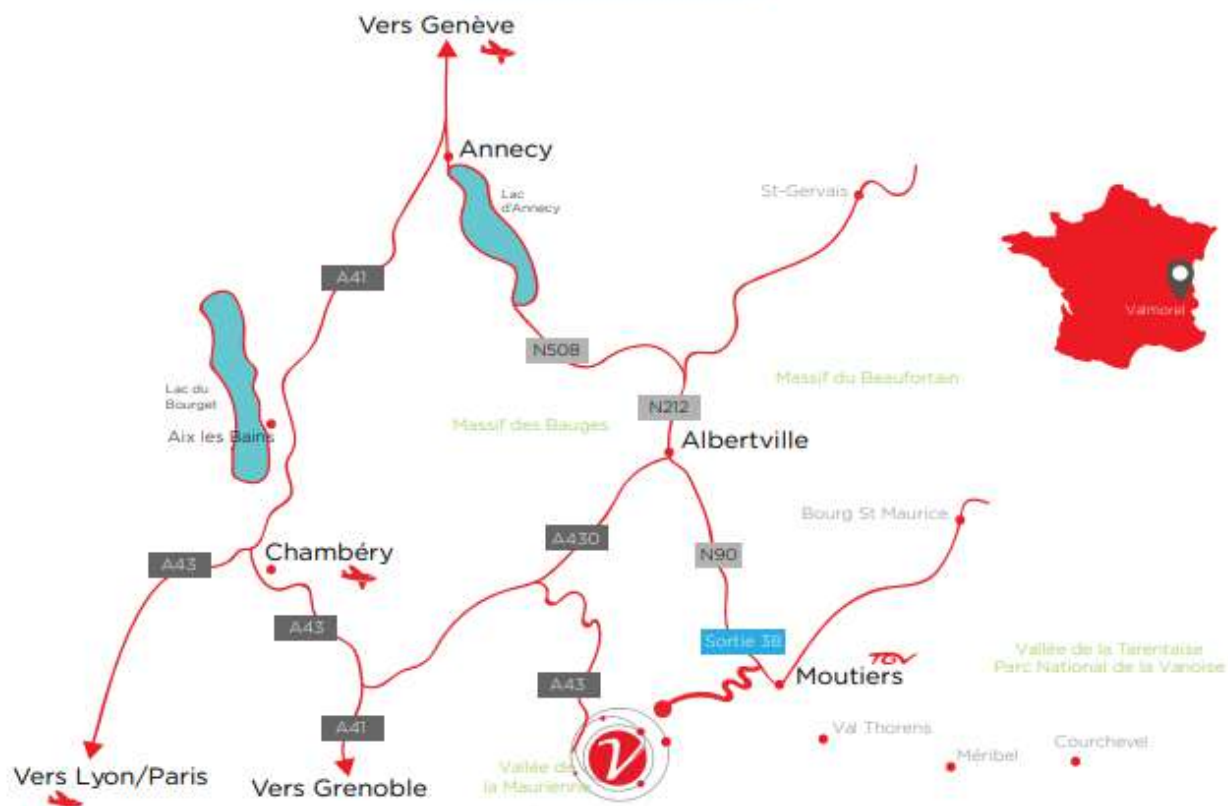 Vers Genève
Annecy
Lac
d'Annecy
St-Gervais
A41
Valmorel
N508
Massif du Beaufortain
Lac du
Bourget
N212
Massif des Bauges
Aix les Bains
Albertville
Bourg St Maurice
A430
Chambéry
N90
A43
A43
Sortie 38
TGV
Vallée de la Tarentaise
Parc National de la Vanoise
Moutiers
A43
A41
Val Thorens
Courchevel
Méribel
Vallée de
la Maurienne
Vers Lyon/Paris
Vers Grenoble